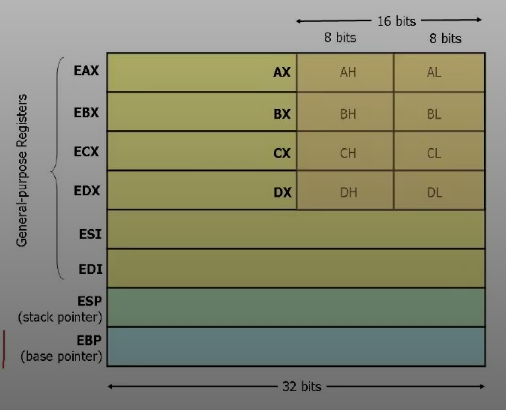 16 bits
8 bits 8 bits
General-purpose Registers
EAX AX AH AL
EBX BX BH BL
ECX CX CH CL
EDX DX DH DL
ESI
EDI
ESP
(stack pointer)
EBP
(base pointer)
32 bits